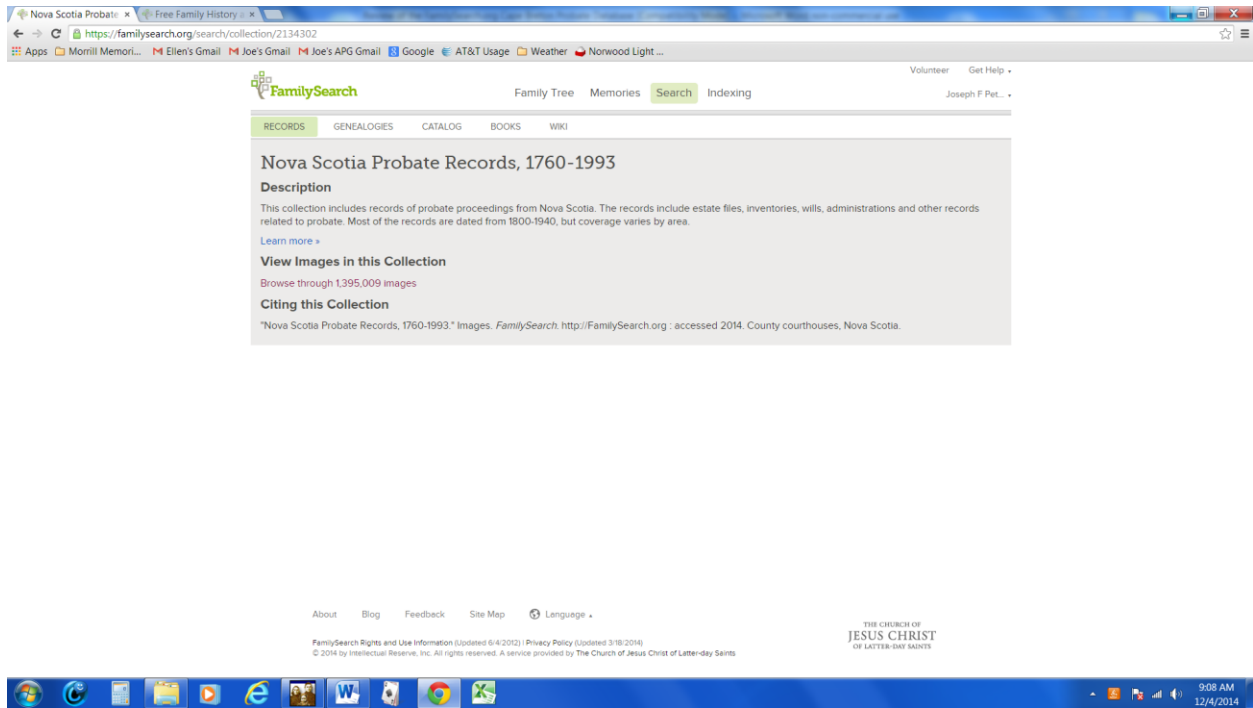 Nova Scotia Probate
Free Family History
https://familysearch.org/search/collection/2134302
Apps Morrill Memori... Ellen's Gmail Joe's Gmail Joe's APG Gmail Google AT&T Usage Weather Norwood Light ...
Volunteer Get Help
FamilySearch Family Tree Memories Search Indexing Joseph F Pet...
RECORDS GENEALOGIES CATALOG BOOKS WIKI
Nova Scotia Probate Records, 1760-1993
Description
This collection includes records of probate proceedings from Nova Scotia. The records include estate files, inventories, wills, administrations and other records
related to probate. Most of the records are dated from 1800-1940, but coverage varies by area.
Learn more »
View Images in this Collection
Browse through 1,395,009 images
Citing this Collection
"Nova Scotia Probate Records, 1760-1993." Images. FamilySearch. http://FamilySearch.org : accessed 2014. County courthouses, Nova Scotia.
About Blog Feedback Site Map Language
FamilySearch Rights and Use Information (Updated 6/4/2012) | Privacy Policy (Updated 3/18/2014)
© 2014 by Intellectual Reserve, Inc. All rights reserved. A service provided by The Church of Jesus Christ of Latter-day Saints
THE CHURCH OF
JESUS CHRIST
OF LATTER-DAY SAINTS
9:08 AM
12/4/2014